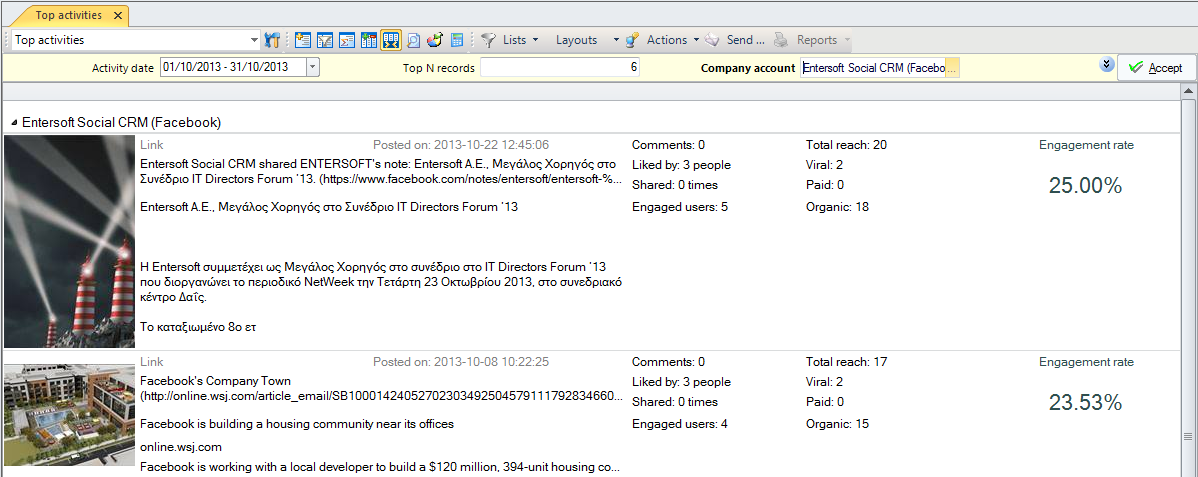 Top activities
Top activities Lists Layouts Actions Send ... Reports
Activity date 01/10/2013 - 31/10/2013 Top N records 6 Company account Entersoft Social CRM (Facebo ... Accept
Entersoft Social CRM (Facebook)
Link Posted on: 2013-10-22 12:45:06 Comments: 0 Total reach: 20 Engagement rate
Entersoft Social CRM shared ENTERSOFT's note: Entersoft A.E., Μεγάλος Χορηγός στο Liked by: 3 people Viral: 2
Συνέδριο IT Directors Forum '13. (https://www.facebook.com/notes/entersoft/entersoft-%... Shared: 0 times Paid: 0 25.00%
Entersoft A.E., Μεγάλος Χορηγός στο Συνέδριο IT Directors Forum '13 Engaged users: 5 Organic: 18
Η Entersoft συμμετέχει ως Μεγάλος Χορηγός στο συνέδριο στο IT Directors Forum '13
που διοργανώνει το περιοδικό NetWeek την Τετάρτη 23 Οκτωβρίου 2013, στο συνεδριακό
κέντρο Δαΐς.
Το καταξιωμένο 8ο ετ
Link Posted on: 2013-10-08 10:22:25 Comments: 0 Total reach: 17 Engagement rate
Facebook's Company Town Liked by: 3 people Viral: 2
(http://online.wsj.com/article_email/SB10001424052702303492504579111792834660... Shared: 0 times Paid: 0 23.53%
Facebook is building a housing community near its offices Engaged users: 4 Organic: 15
online.wsj.com
Facebook is working with a local developer to build a $120 million, 394-unit housing co...